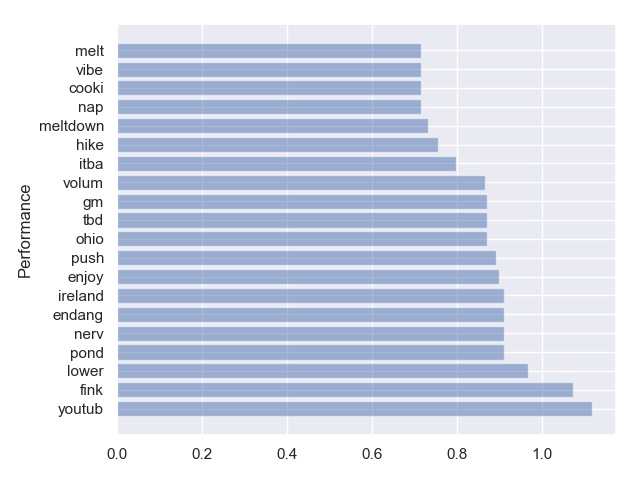 melt
vibe
cooki
nap
meltdown
hike
itba
volum
gm
tbd
ohio
push
enjoy
ireland
endang
nerv
pond
lower
fink
youtub
Performance
0.0 0.2 0.4 0.6 0.8 1.0